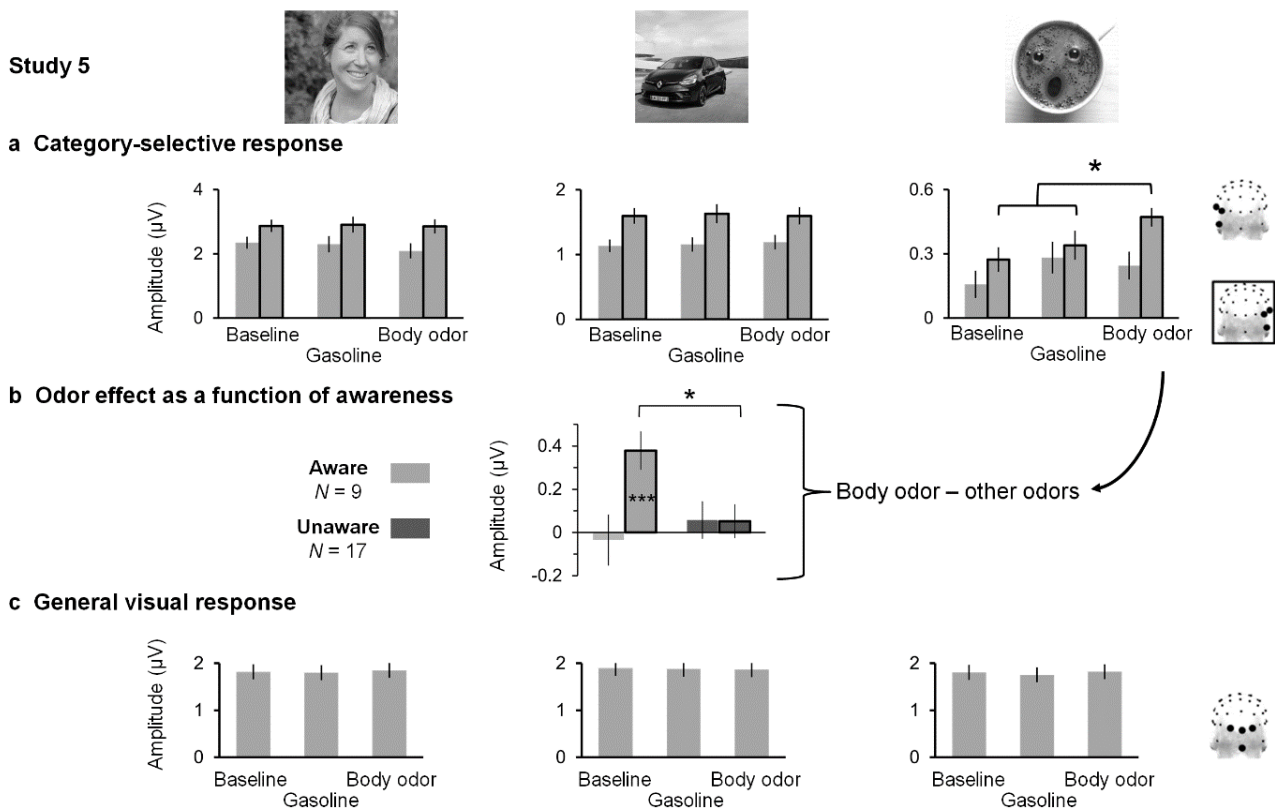 Study 5
a Category-selective response
Amplitude (µV)
4
2
0
Baseline
Gasoline
Body odor
2
1
0
Baseline
Gasoline
Body odor
*
0.6
0.3
0
Baseline
Gasoline
Body odor
b Odor effect as a function of awareness
Aware
N = 9
Unaware
N = 17
Amplitude (µV)
0.4
0.2
0
-0.2
*
***
Body odor – other odors
c General visual response
Amplitude (µV)
2
1
0
Baseline
Gasoline
Body odor
2
1
0
Baseline
Gasoline
Body odor
2
1
0
Baseline
Gasoline
Body odor